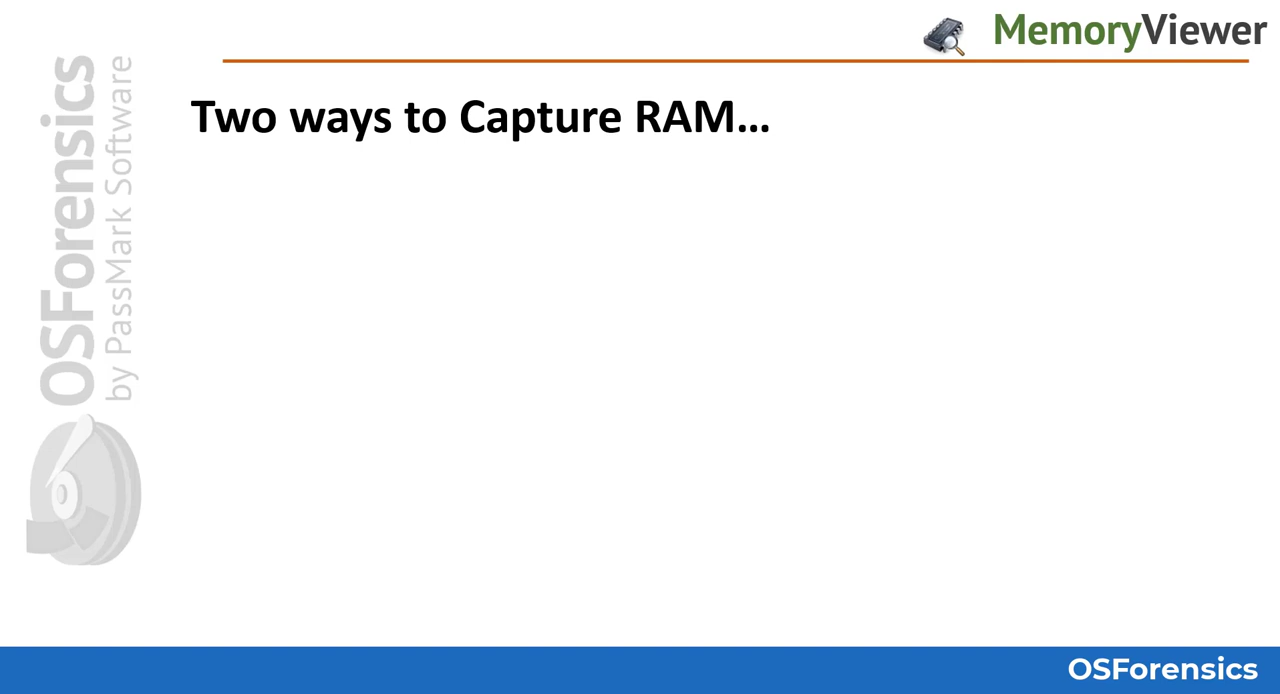 MemoryViewer
OSForensics
by PassMark Software
Two ways to Capture RAM...
OSForensics